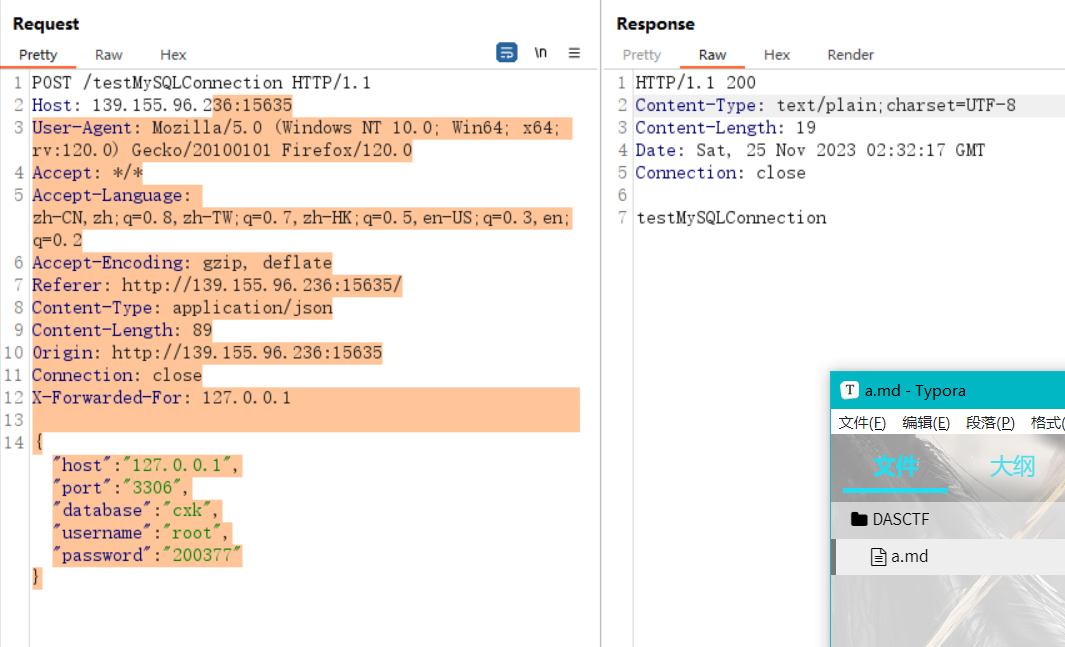 Request
Pretty Raw Hex \n
1 POST /testMySQLConnection HTTP/1.1
2 Host: 139.155.96.236:15635
3 User-Agent: Mozilla/5.0 (Windows NT 10.0; Win64; x64;
rv:120.0) Gecko/20100101 Firefox/120.0
4 Accept: */*
5 Accept-Language:
zh-CN,zh;q=0.8,zh-TW;q=0.7,zh-HK;q=0.5,en-US;q=0.3,en;
q=0.2
6 Accept-Encoding: gzip, deflate
7 Referer: http://139.155.96.236:15635/
8 Content-Type: application/json
9 Content-Length: 89
10 Origin: http://139.155.96.236:15635
11 Connection: close
12 X-Forwarded-For: 127.0.0.1
13
14 {
"host":"127.0.0.1",
"port":"3306",
"database":"cxk",
"username":"root",
"password":"200377"
}
Response
Pretty Raw Hex Render
1 HTTP/1.1 200
2 Content-Type: text/plain;charset=UTF-8
3 Content-Length: 19
4 Date: Sat, 25 Nov 2023 02:32:17 GMT
5 Connection: close
6
7 testMySQLConnection
T a.md - Typora
文件(F) 编辑(E) 段落(P) 格式(
文件 大纲
DASCTF
a.md